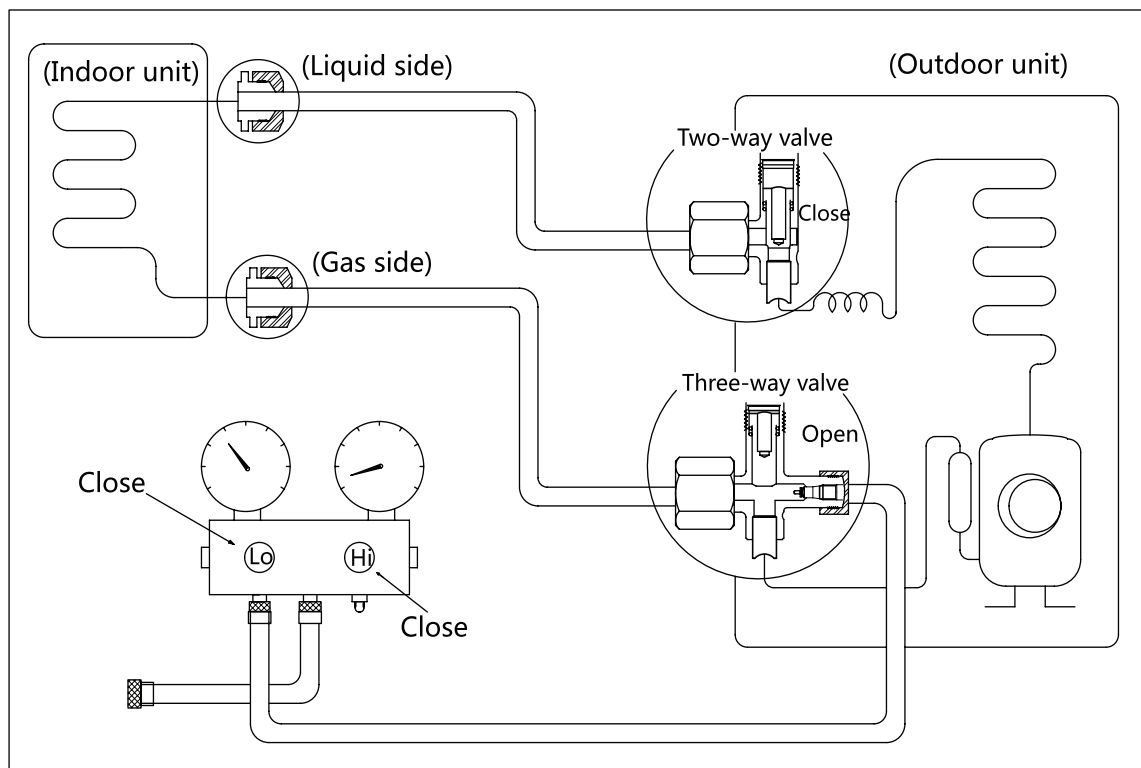 (Indoor unit)
(Liquid side)
(Outdoor unit)
Two-way valve
Close
(Gas side)
Three-way valve
Open
Close
Lo
Hi
Close